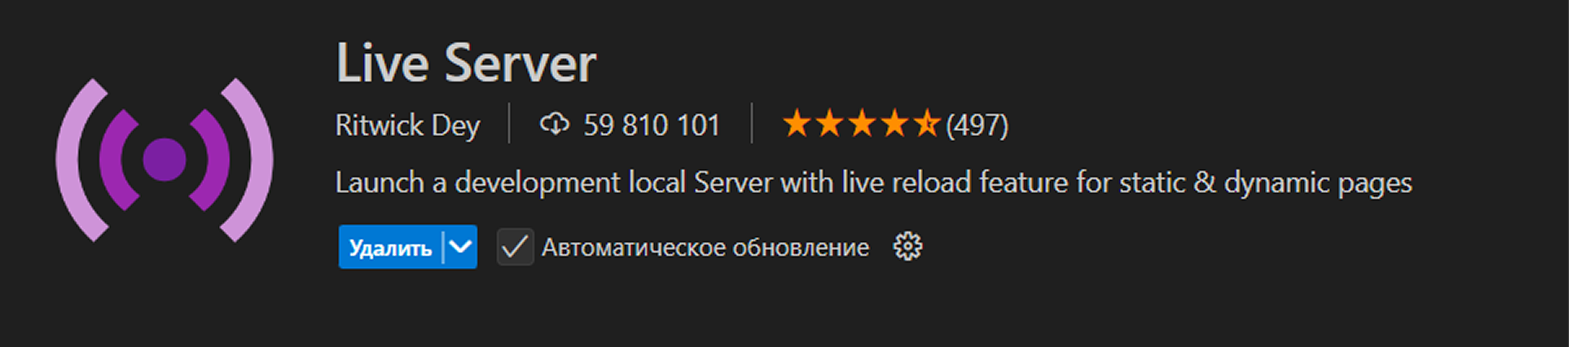 Live Server
Ritwick Dey 59 810 101 (497)
Launch a development local Server with live reload feature for static & dynamic pages
Удалить Автоматическое обновление